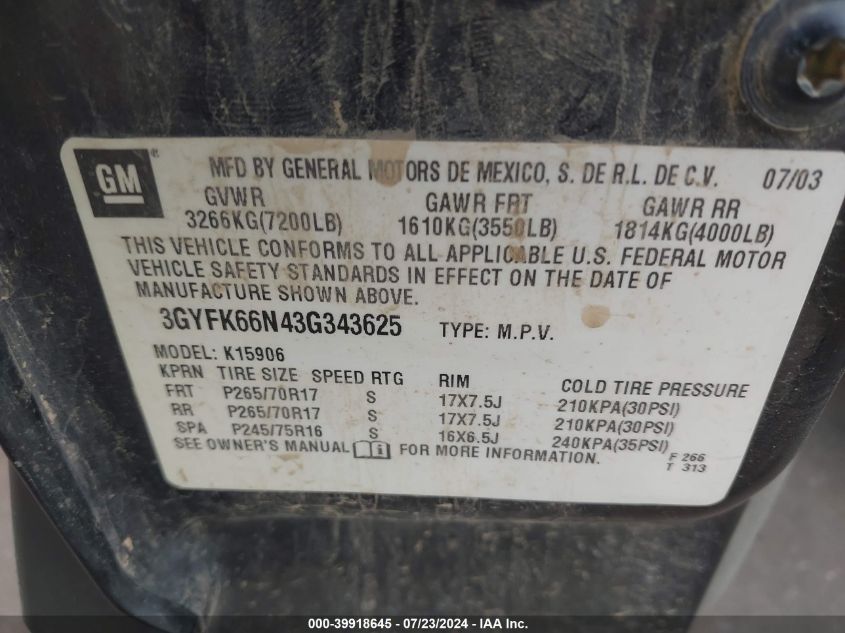 GM ® MFD BY GENERAL MOTORS DE MEXICO, S. DE R.L. DE C.V. 07/03
GVWR GAWR FRT GAWR RR
3266KG(7200LB) 1610KG(3550LB) 1814KG(4000LB)
THIS VEHICLE CONFORMS TO ALL APPLICABLE U.S. FEDERAL MOTOR
VEHICLE SAFETY STANDARDS IN EFFECT ON THE DATE OF
MANUFACTURE SHOWN ABOVE.
3GYFK66N43G343625 TYPE: M.P.V.
MODEL: K15906
KPRN TIRE SIZE SPEED RTG RIM COLD TIRE PRESSURE
FRT P265/70R17 S 17X7.5J 210KPA(30PSI)
RR P265/70R17 S 17X7.5J 210KPA(30PSI)
SPA P245/75R16 S 16X6.5J 240KPA(35PSI)
SEE OWNER'S MANUAL FOR MORE INFORMATION. F 266
T 313
000-39918645 - 07/23/2024 - IAAI.com